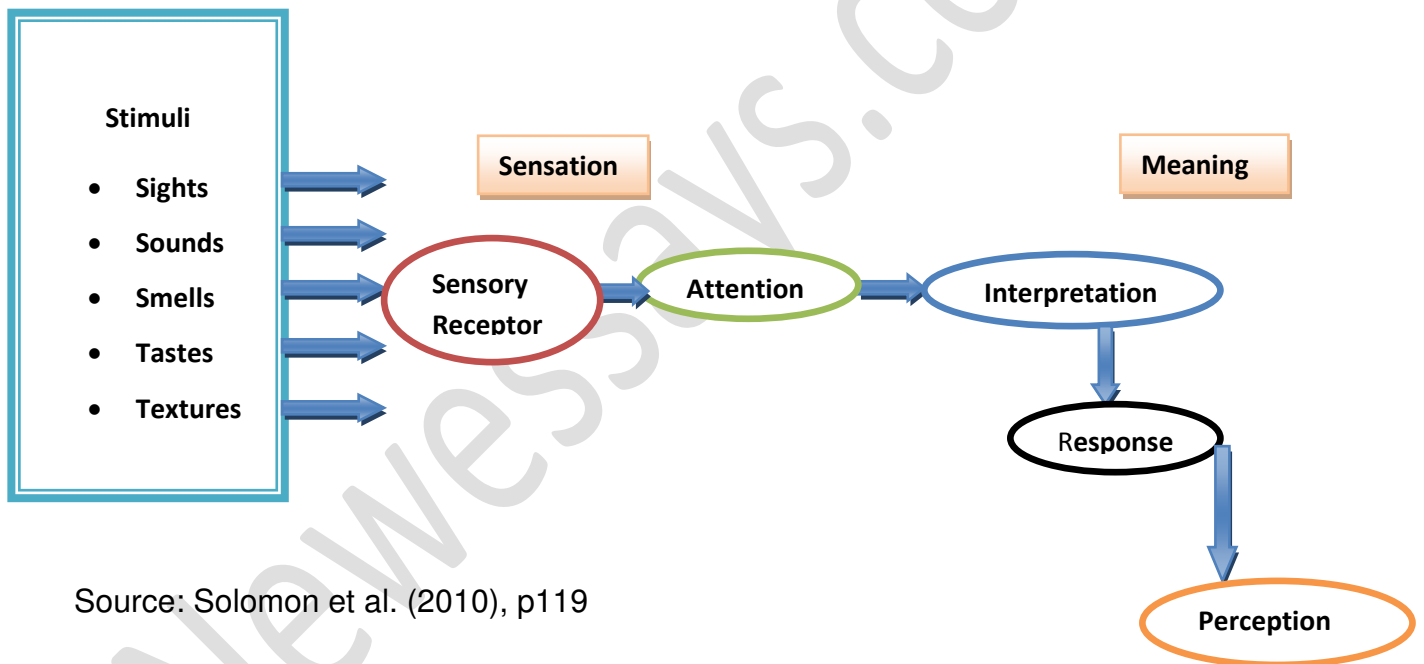 Stimuli
• Sights
• Sounds
• Smells
• Tastes
• Textures
Sensation
Meaning
Sensory
Receptor
Attention
Interpretation
Response
Perception
Source: Solomon et al. (2010), p119